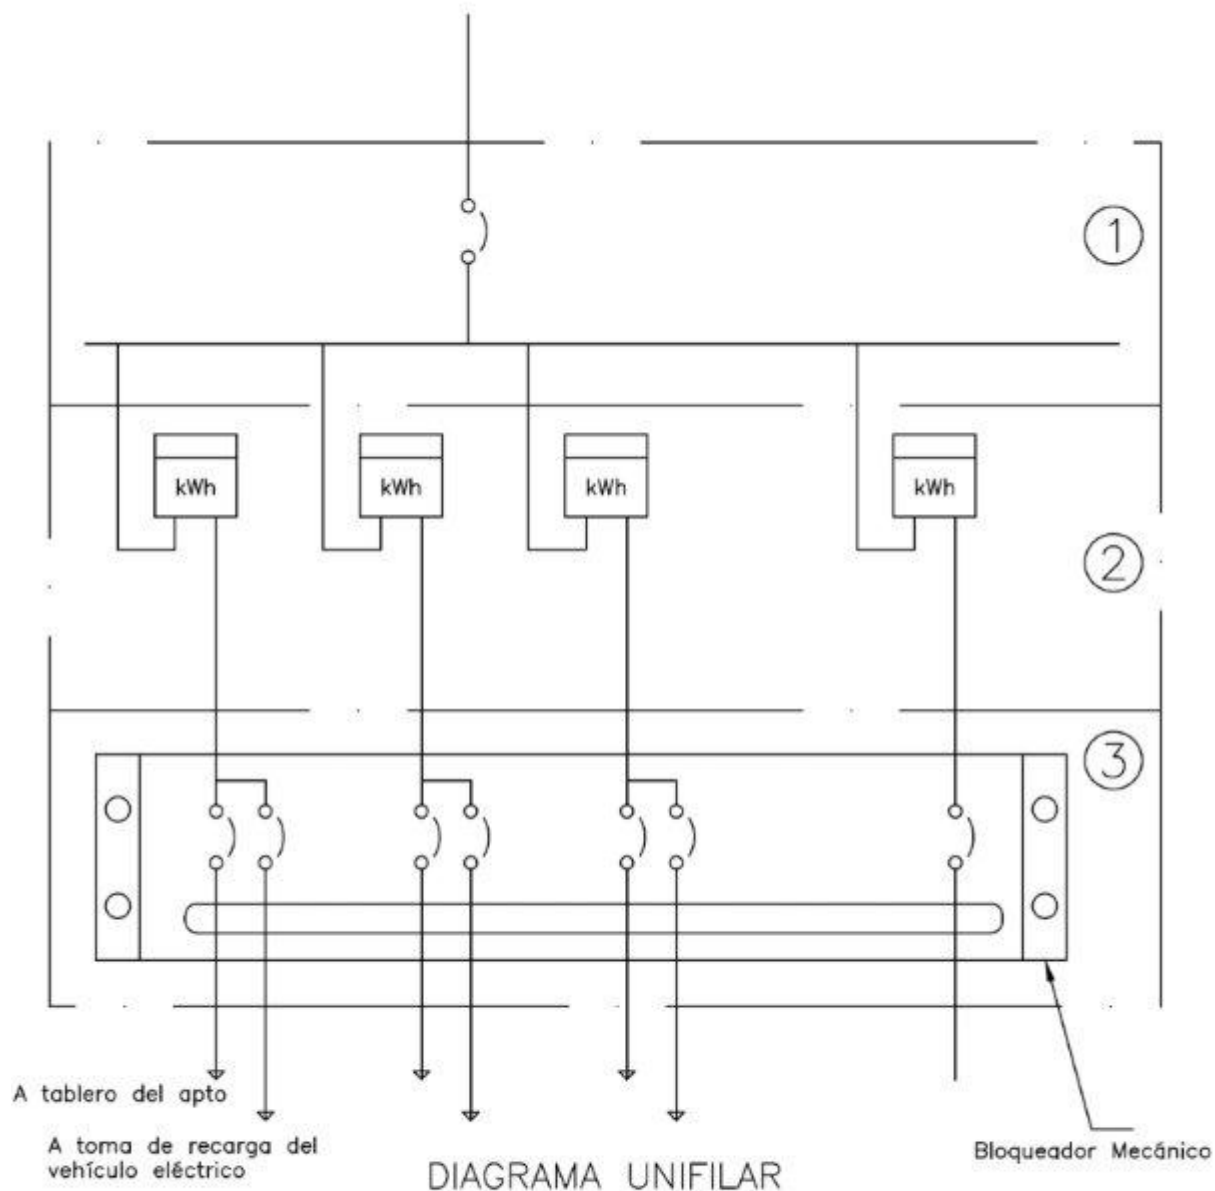 1
kWh kWh kWh kWh
2
3
A tablero del apto
A toma de recarga del
vehículo eléctrico
Bloqueador Mecánico
DIAGRAMA UNIFILAR